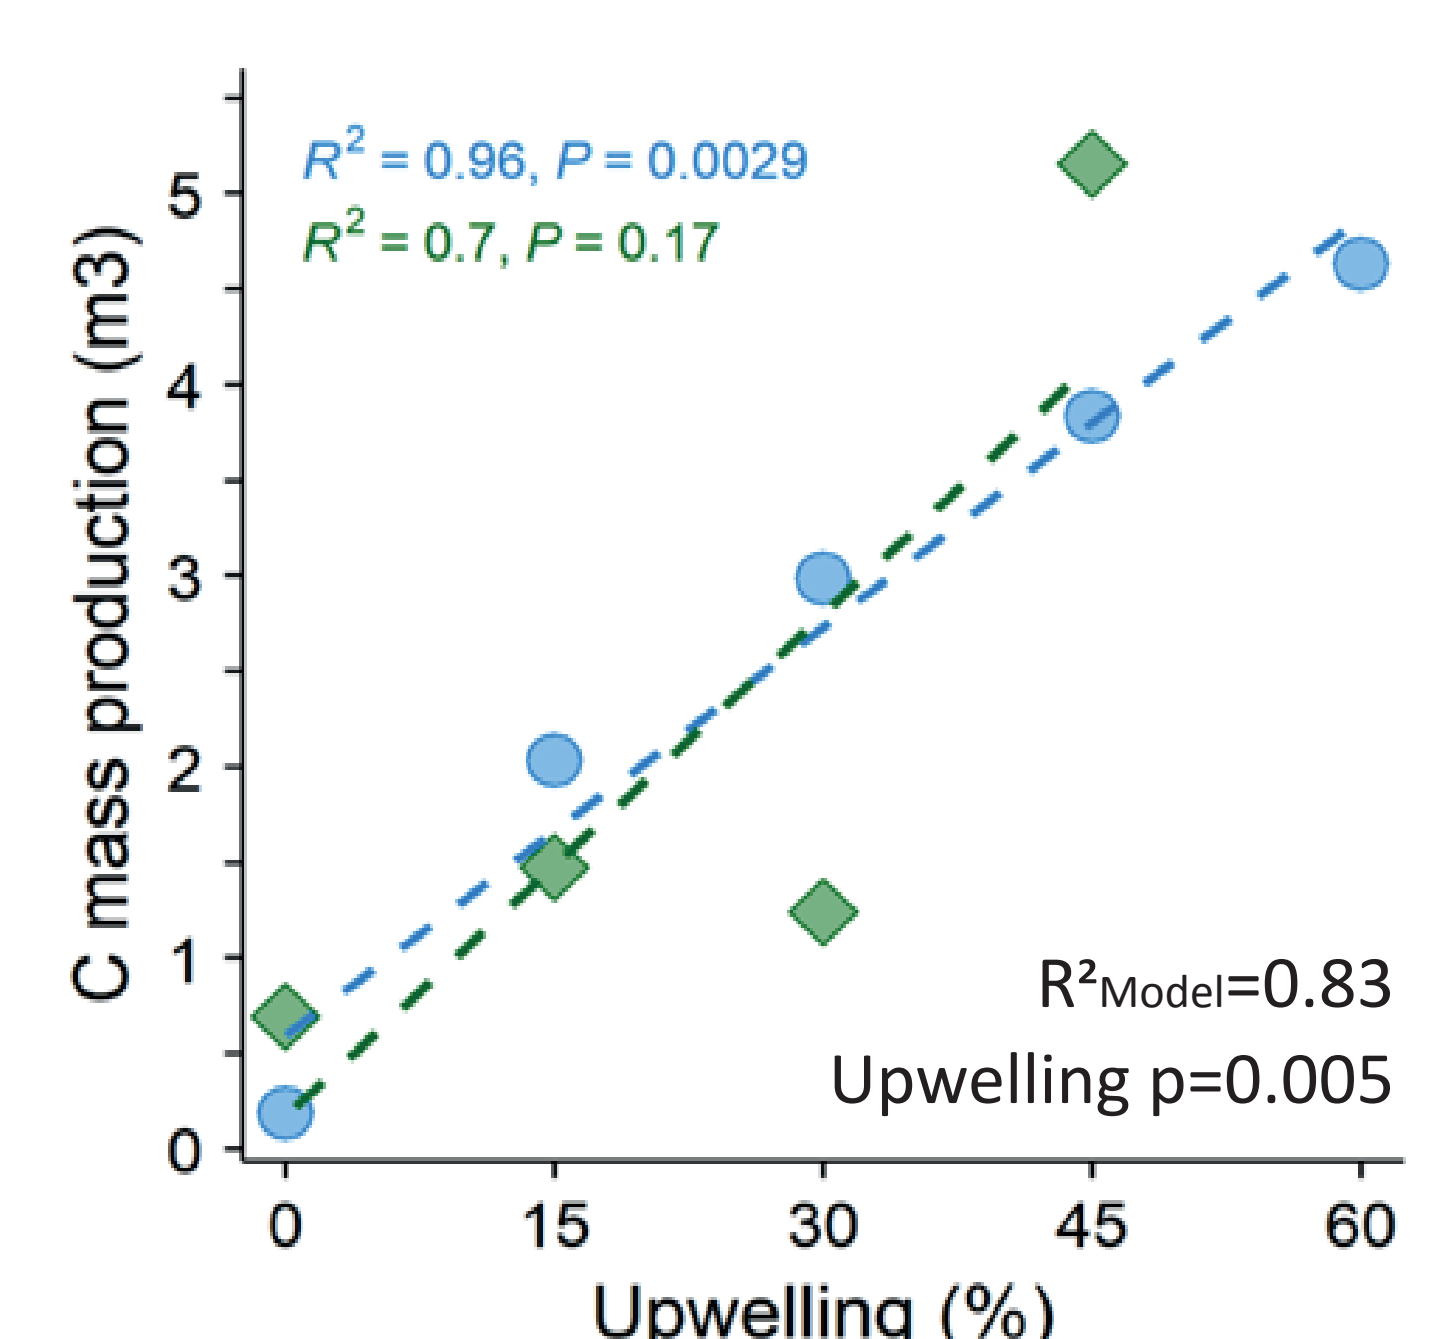 R² = 0.96, P = 0.0029
R² = 0.7, P = 0.17
C mass production (m3)
5
4
3
2
1
0
R²Model=0.83
Upwelling p=0.005
0 15 30 45 60
Upwelling (%)